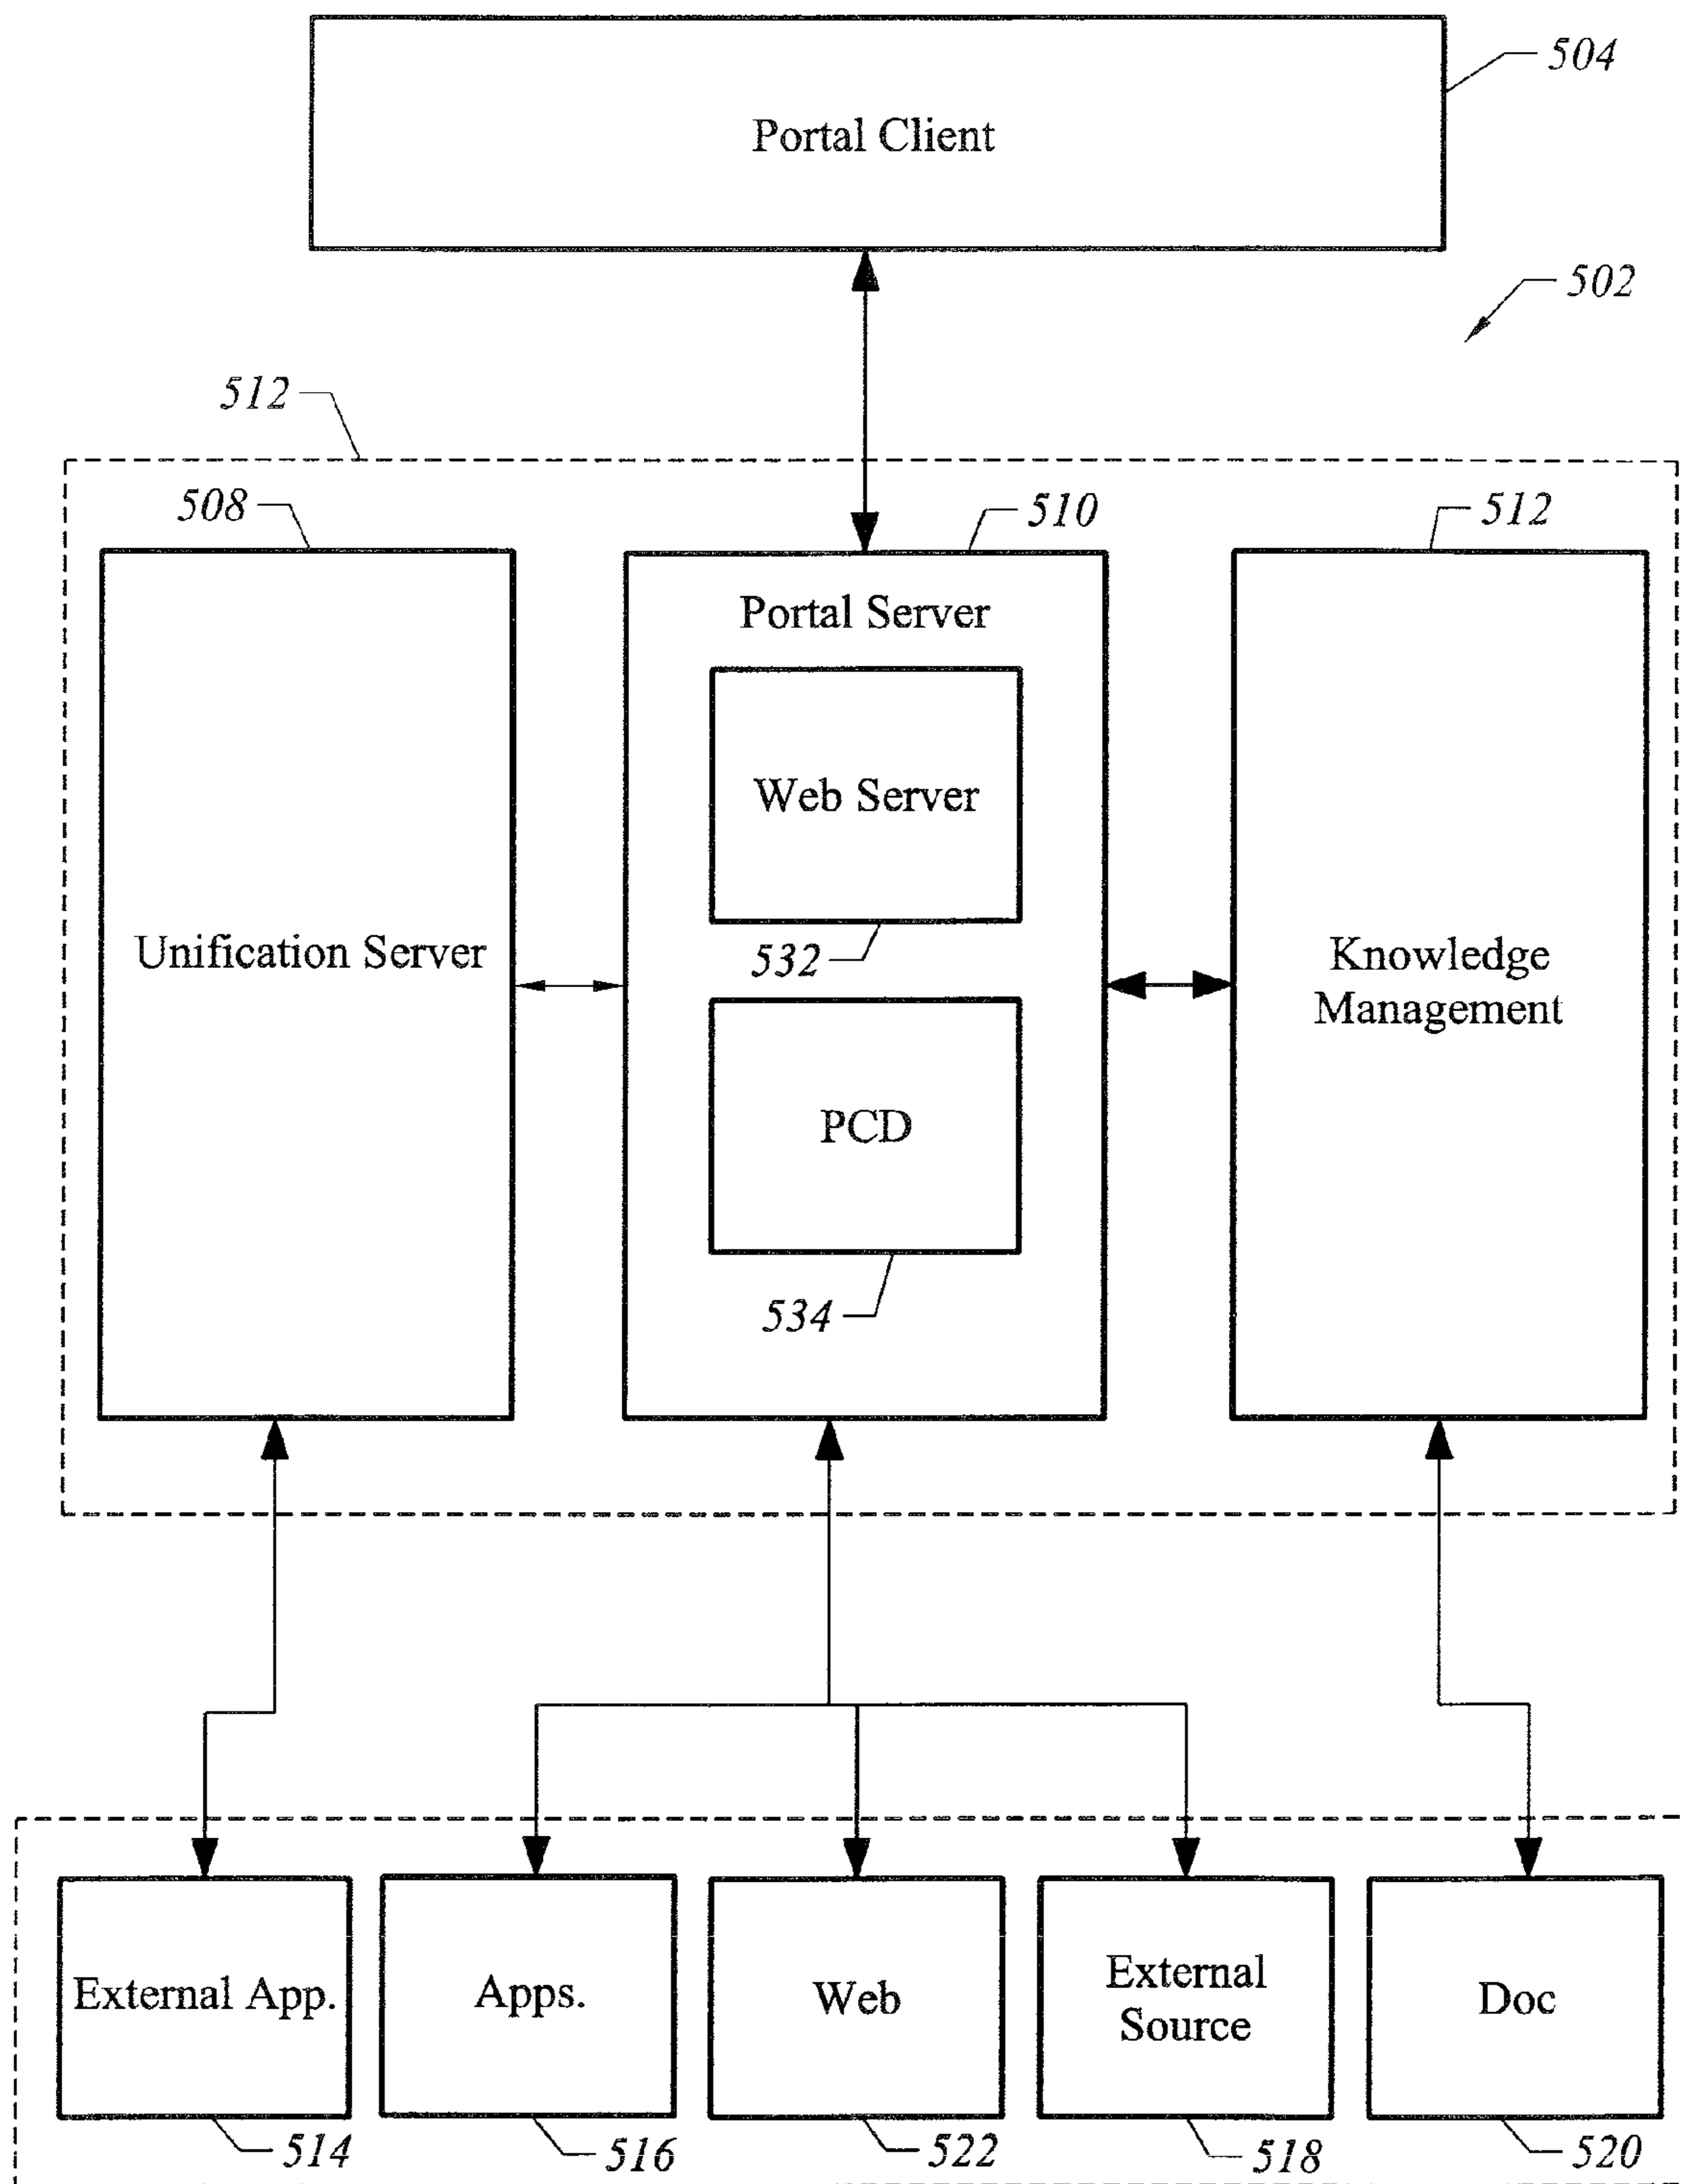 504
Portal Client
502
512
508
510
512
Portal Server
Web Server
532
Unification Server
Knowledge
Management
PCD
534
External App.
Apps.
Web
External
Source
Doc
514
516
522
518
520